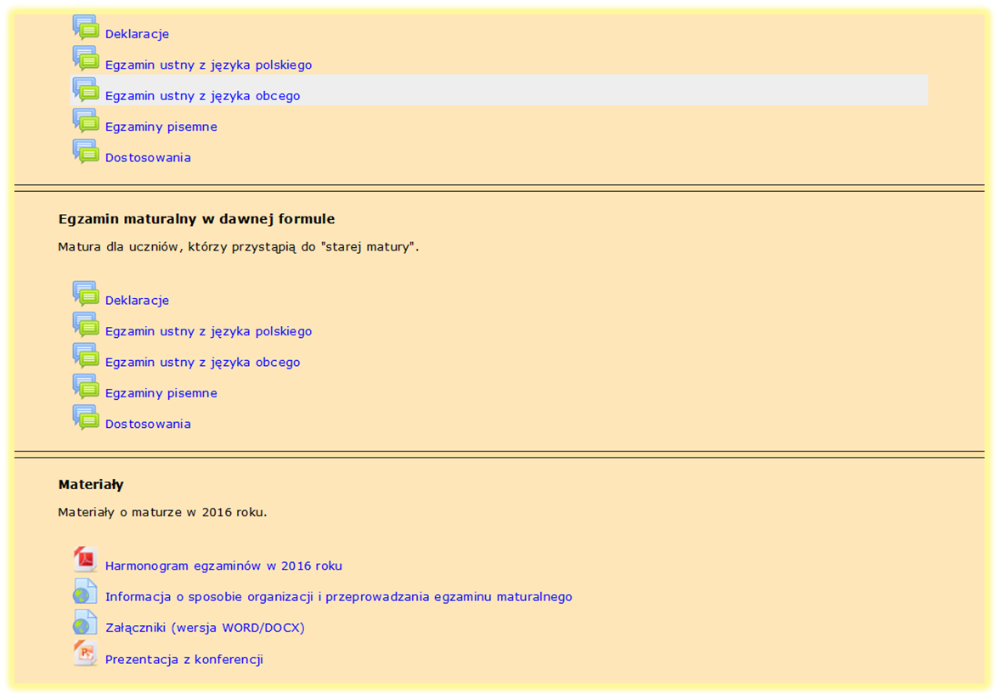 Deklaracje
Egzamin ustny z języka polskiego
Egzamin ustny z języka obcego
Egzaminy pisemne
Dostosowania
Egzamin maturalny w dawnej formule
Matura dla uczniów, którzy przystąpią do "starej matury".
Deklaracje
Egzamin ustny z języka polskiego
Egzamin ustny z języka obcego
Egzaminy pisemne
Dostosowania
Materiały
Materiały o maturze w 2016 roku.
Harmonogram egzaminów w 2016 roku
Informacja o sposobie organizacji i przeprowadzania egzaminu maturalnego
Załączniki (wersja WORD/DOCX)
Prezentacja z konferencji